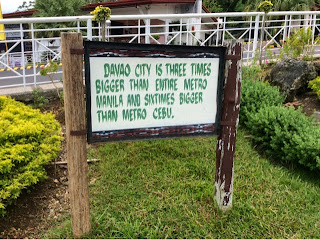 DAVAO CITY IS THREE TIMES
BIGGER THAN ENTIRE METRO
MANILA AND SIXTIMES BIGGER
THAN METRO CEBU.